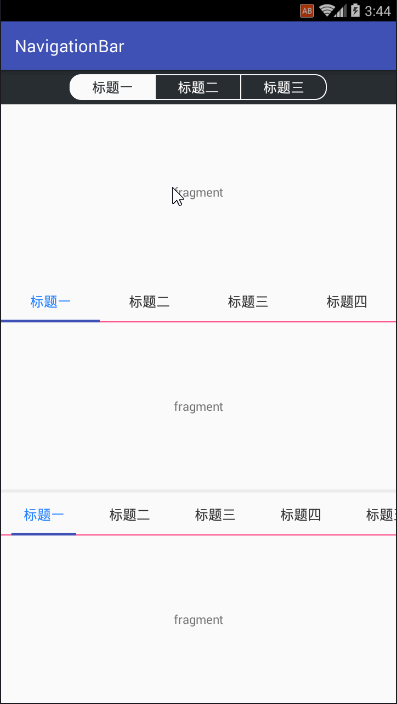 AB 3:44
NavigationBar
标题一 标题二 标题三
fragment
标题一 标题二 标题三 标题四
fragment
标题一 标题二 标题三 标题四 标题
fragment